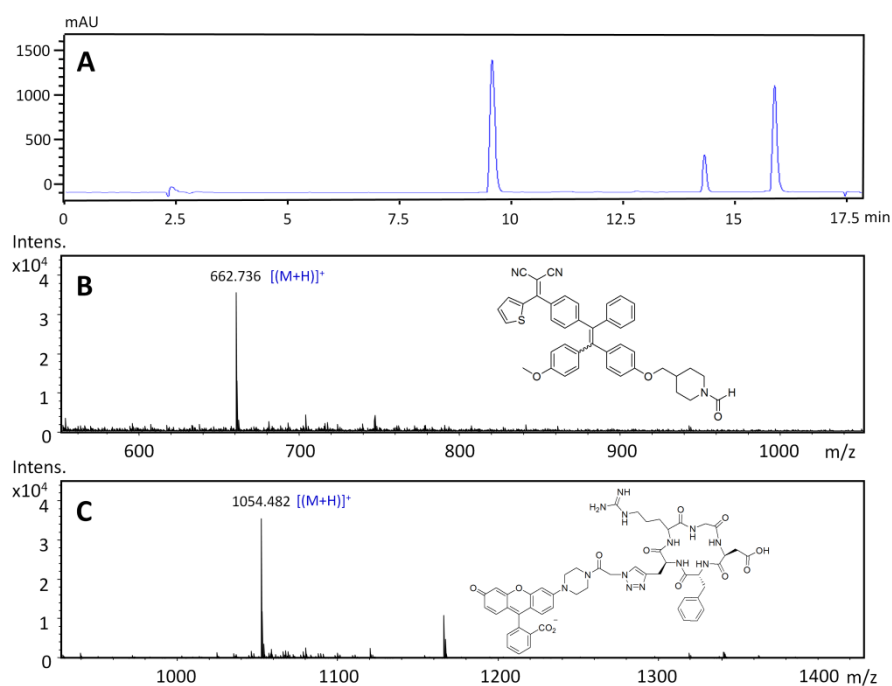 mAU
A
1500
1000
500
0
0 2.5 5 7.5 10 12.5 15 17.5 min
Intens.
x10⁴
B
662.736 [(M+H)]⁺
4
3
2
1
0
NC CN
S
O
O
N H
O
600 700 800 900 1000 m/z
Intens.
x10⁴
C
1054.482 [(M+H)]⁺
4
3
2
1
0
NH
H₂N N
H
O
NH
O
O
NH
HN
O
OH
O
NH
O
HN
O
N
N
N=N
N
O
O
O
CO₂⁻
1000 1100 1200 1300 1400 m/z